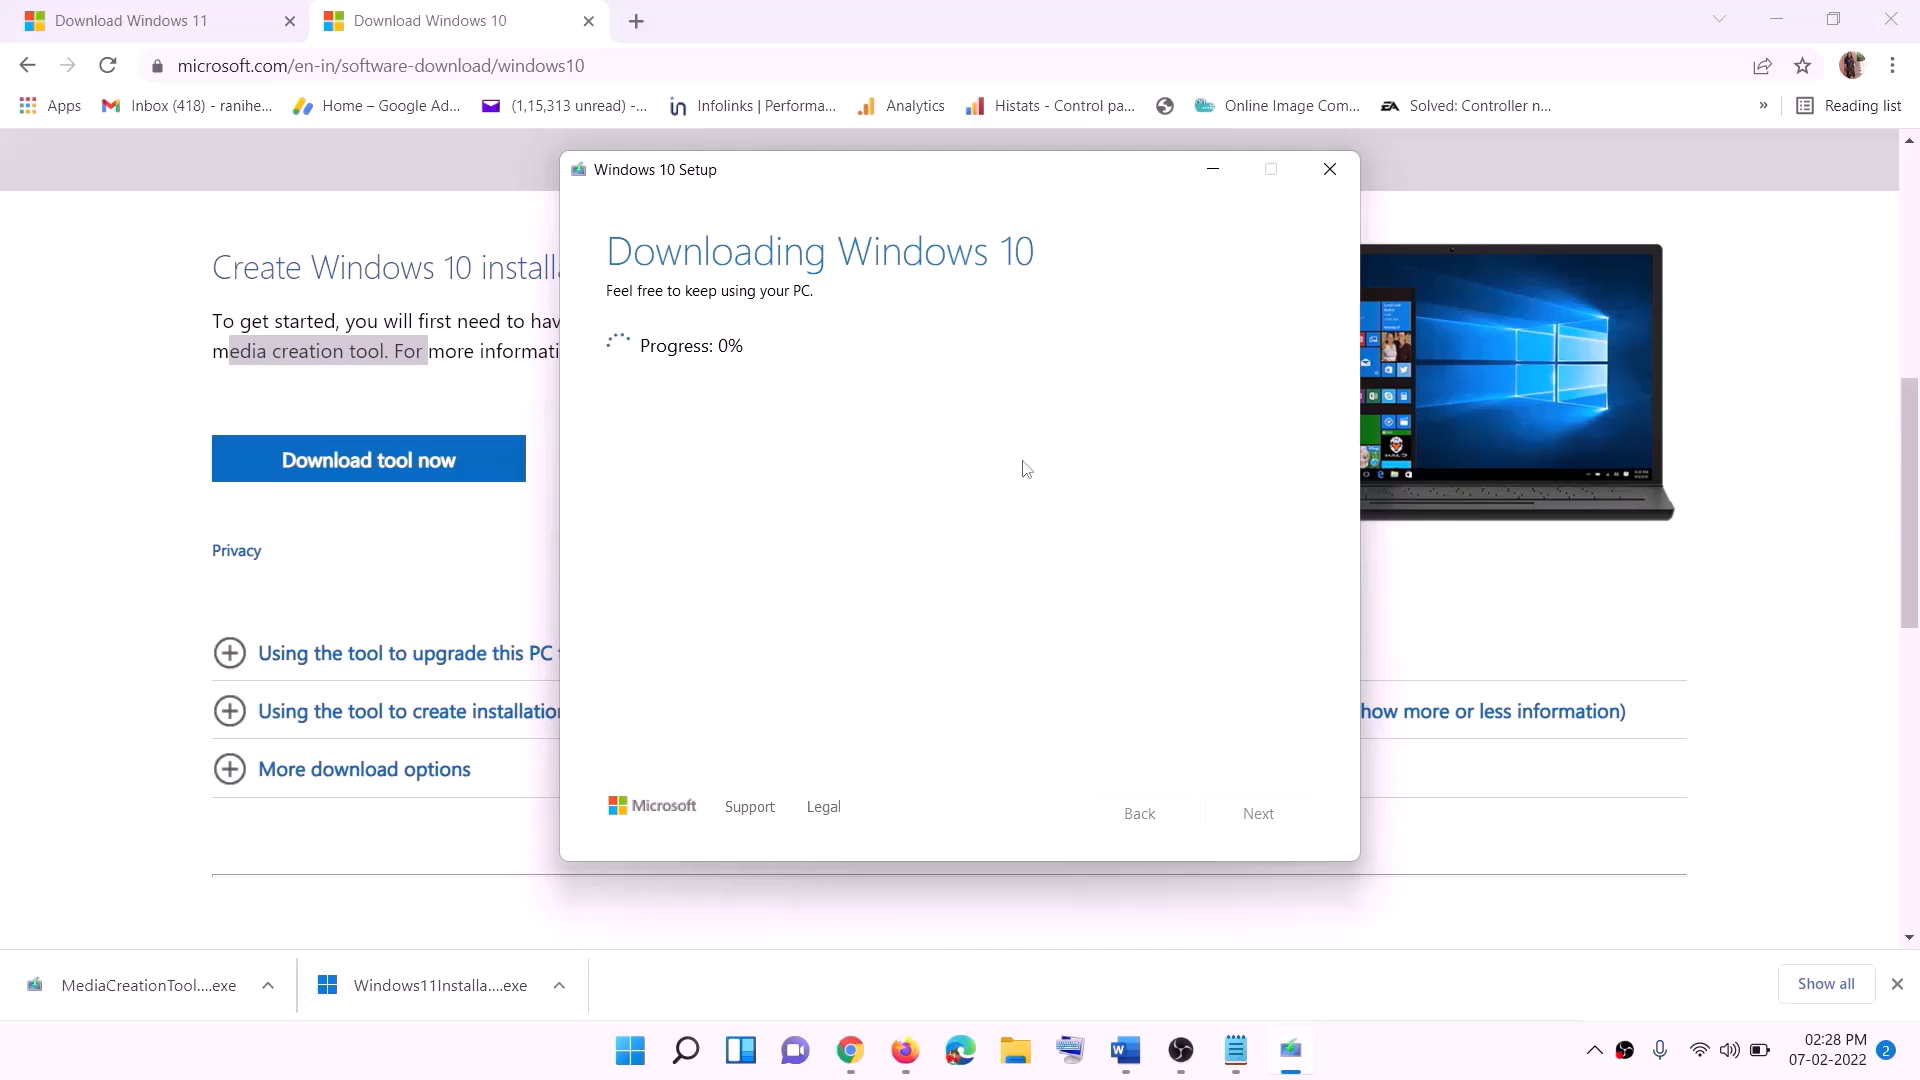 Download Windows 11
Download Windows 10
microsoft.com/en-in/software-download/windows10
Apps
Inbox (418) - ranihe...
Home – Google Ad...
(1,15,313 unread) -...
Infolinks | Performa...
Analytics
Histats - Control pa...
Online Image Com...
Solved: Controller n...
»
Reading list
Windows 10 Setup
Downloading Windows 10
Feel free to keep using your PC.
Progress: 0%
Create Windows 10 install
To get started, you will first need to hav
media creation tool. For more informati
Download tool now
Privacy
Using the tool to upgrade this PC
Using the tool to create installation
how more or less information)
More download options
Microsoft
Support
Legal
Back
Next
MediaCreationTool....exe
Windows11Installa....exe
Show all
02:28 PM
07-02-2022
2